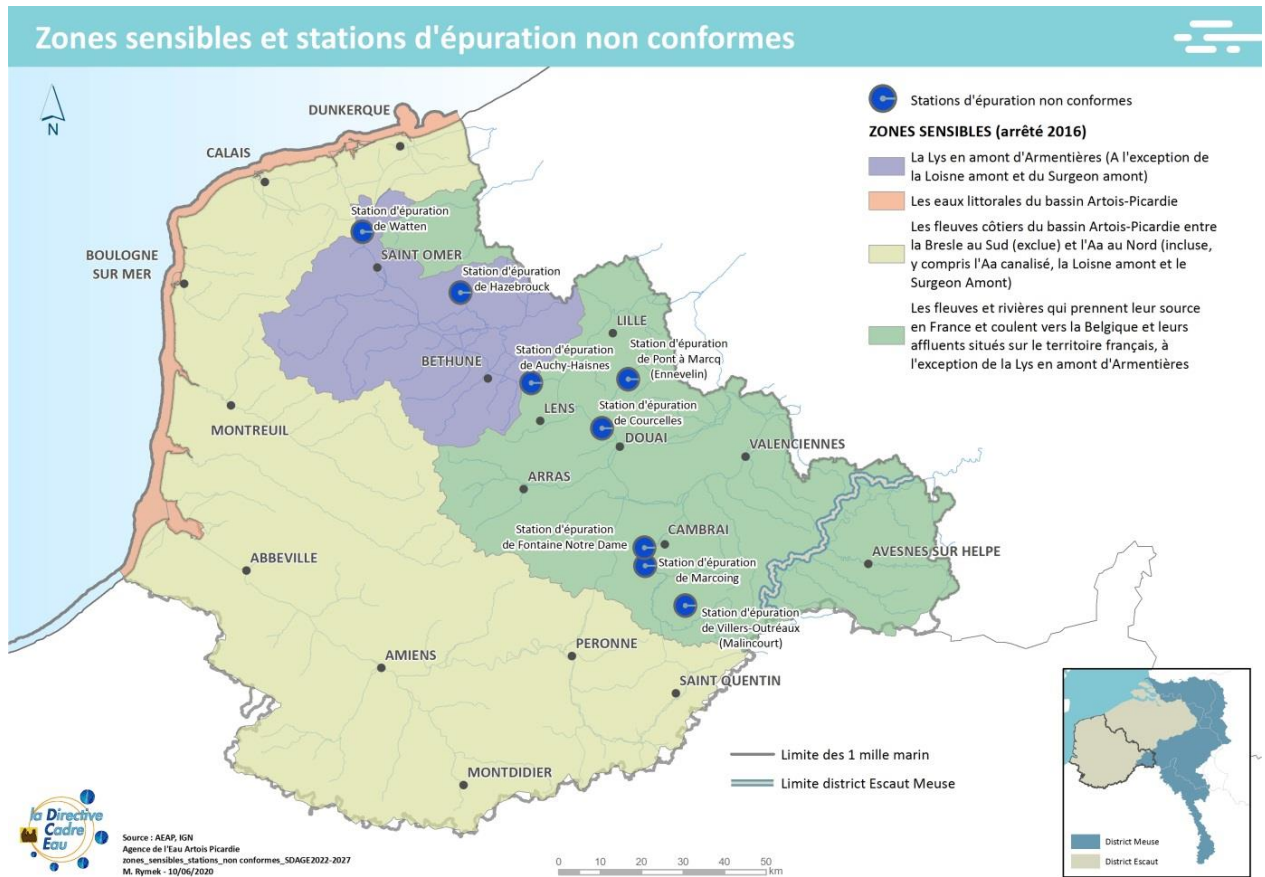 Zones sensibles et stations d'épuration non conformes
N
DUNKERQUE
CALAIS
BOULOGNE
SUR MER
Station d'épuration
de Watten
SAINT OMER
Station d'épuration
de Hazebrouck
LILLE
Station d'épuration
de Pont à Marcq
(Ennevelin)
BETHUNE
Station d'épuration
de Auchy-Haisnes
LENS
Station d'épuration
de Courcelles
DOUAI
MONTREUIL
VALENCIENNES
ARRAS
Station d'épuration
de Fontaine Notre Dame
CAMBRAI
Station d'épuration
de Marcoing
AVESNES SUR HELPE
ABBEVILLE
Station d'épuration
de Villers-Outréaux
(Malincourt)
AMIENS
PERONNE
SAINT QUENTIN
MONTDIDIER
Stations d'épuration non conformes
ZONES SENSIBLES (arrêté 2016)
La Lys en amont d'Armentières (A l'exception de
la Loisne amont et du Surgeon amont)
Les eaux littorales du bassin Artois-Picardie
Les fleuves côtiers du bassin Artois-Picardie entre
la Bresle au Sud (exclue) et l'Aa au Nord (incluse,
y compris l'Aa canalisé, la Loisne amont et le
Surgeon Amont)
Les fleuves et rivières qui prennent leur source
en France et coulent vers la Belgique et leurs
affluents situés sur le territoire français, à
l'exception de la Lys en amont d'Armentières
Limite des 1 mille marin
Limite district Escaut Meuse
District Meuse
District Escaut
la Directive
Cadre
Eau
Source : AEAP, IGN
Agence de l'Eau Artois Picardie
zones_sensibles_stations_non conformes_SDAGE2022-2027
M. Rymek - 10/06/2020
0 10 20 30 40 50
km